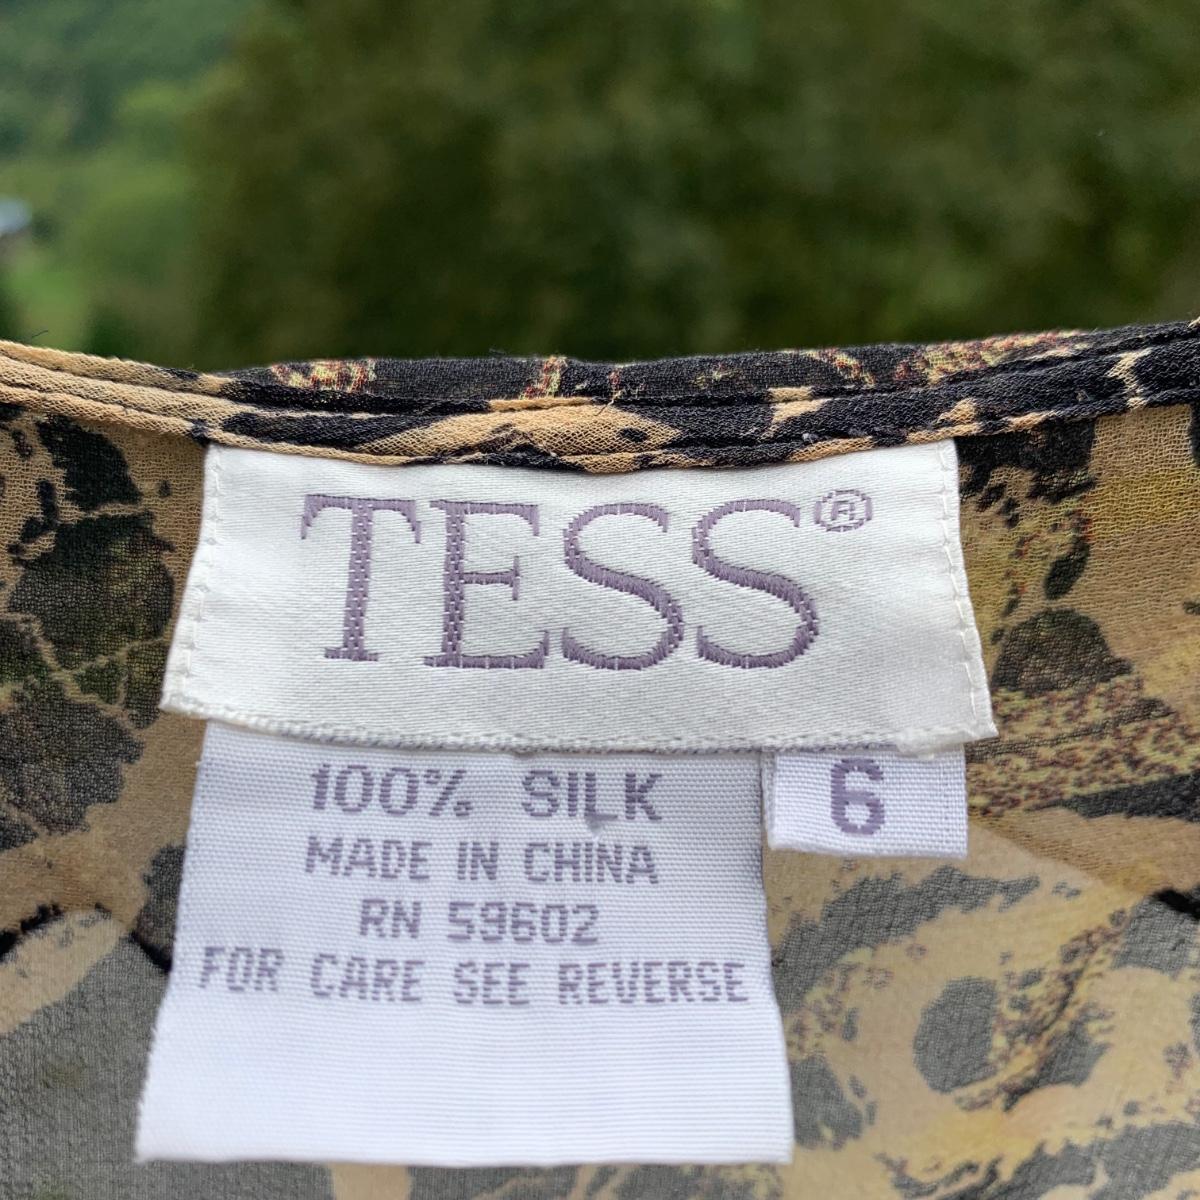 TESS®
100% SILK
6
MADE IN CHINA
RN 59602
FOR CARE SEE REVERSE